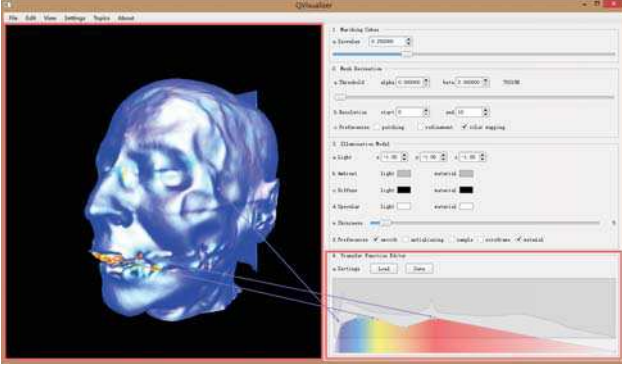 QVisualizer
File Edit View Settings Topics About
1. Marching Cubes
a.Isovalue 0.250000
2. Mesh Decimation
a.Threshold alpha 0.000000 beta 0.000000
b.Resolution start 0 end 10
c.Preferences patching refinement color mapping
3. Illumination Model
a.Light x -1.00 y -1.00 z -1.00
b.Ambient light material
c.Diffuse light material
d.Specular light material
e.Shininess 5
f.Preferences smooth antialiasing sample wireframe material
4. Transfer Function Editor
a.Settings Load Save